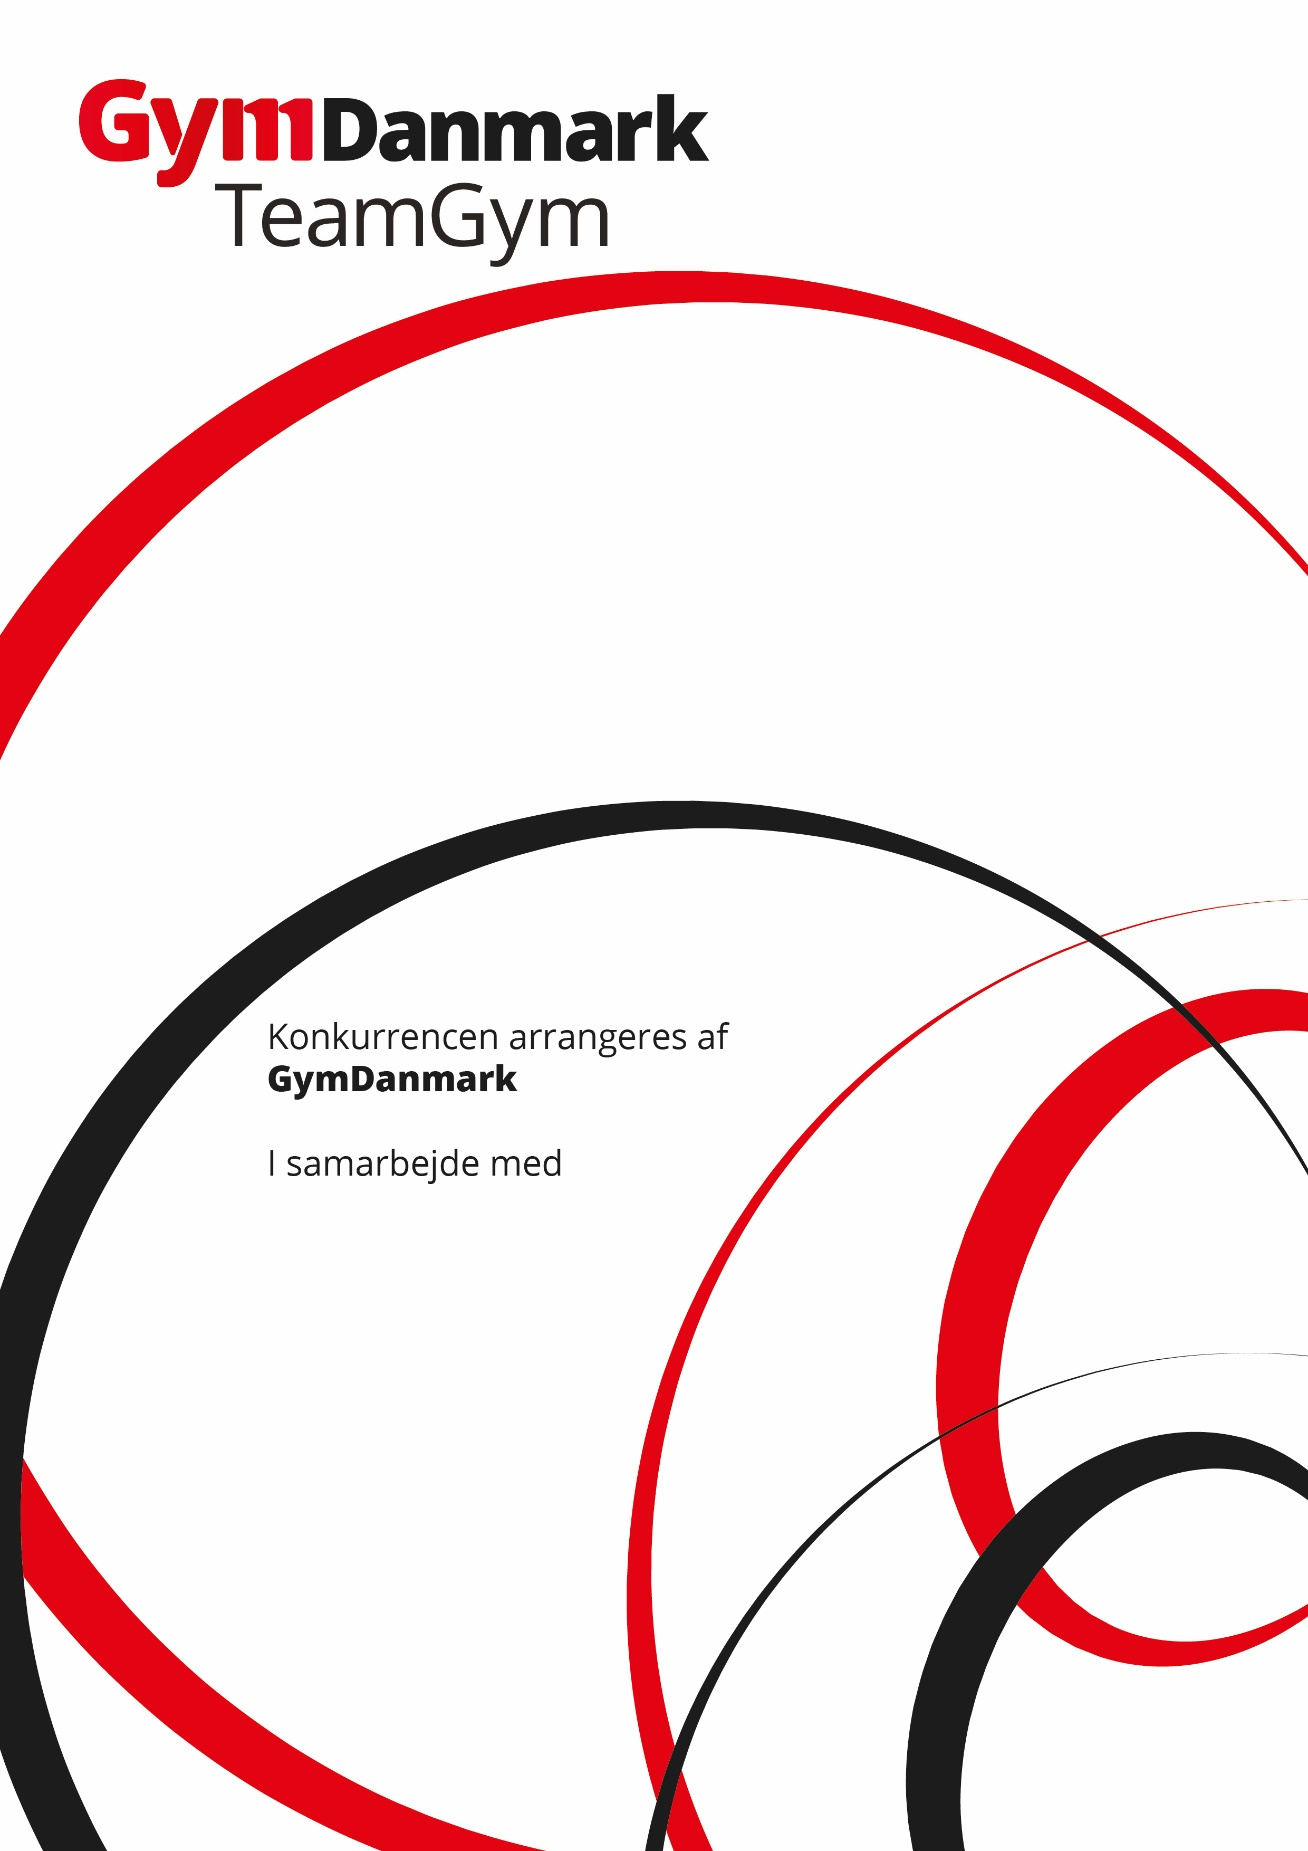 GymDanmark
TeamGym
Konkurrencen arrangeres af
GymDanmark
I samarbejde med